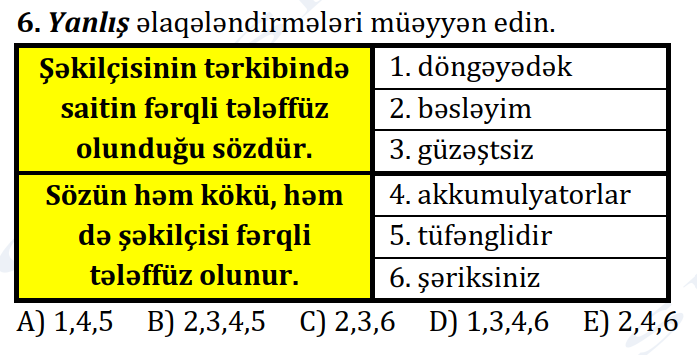 6. Yanlış əlaqələndirmələri müəyyən edin.
Şəkilçisinin tərkibində
saitin fərqli tələffüz
olunduğu sözdür.
1. döngəyədək
2. bəsləyim
3. güzəştsiz
Sözün həm kökü, həm
də şəkilçisi fərqli
tələffüz olunur.
4. akkumulyatorlar
5. tüfənglidir
6. şəriksiniz
A) 1,4,5 B) 2,3,4,5 C) 2,3,6 D) 1,3,4,6 E) 2,4,6